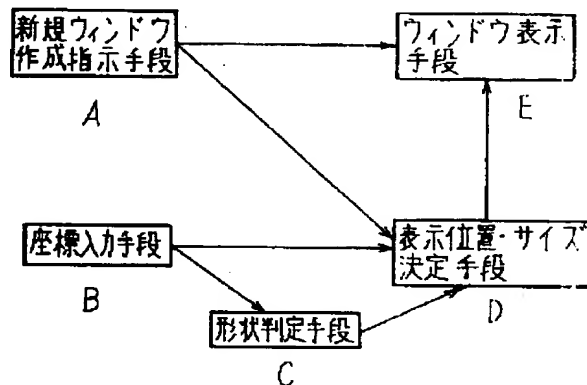 新規ウィンドウ
作成指示手段
A
ウィンドウ表示
手段
E
座標入力手段
B
表示位置・サイズ
決定手段
D
形状判定手段
C